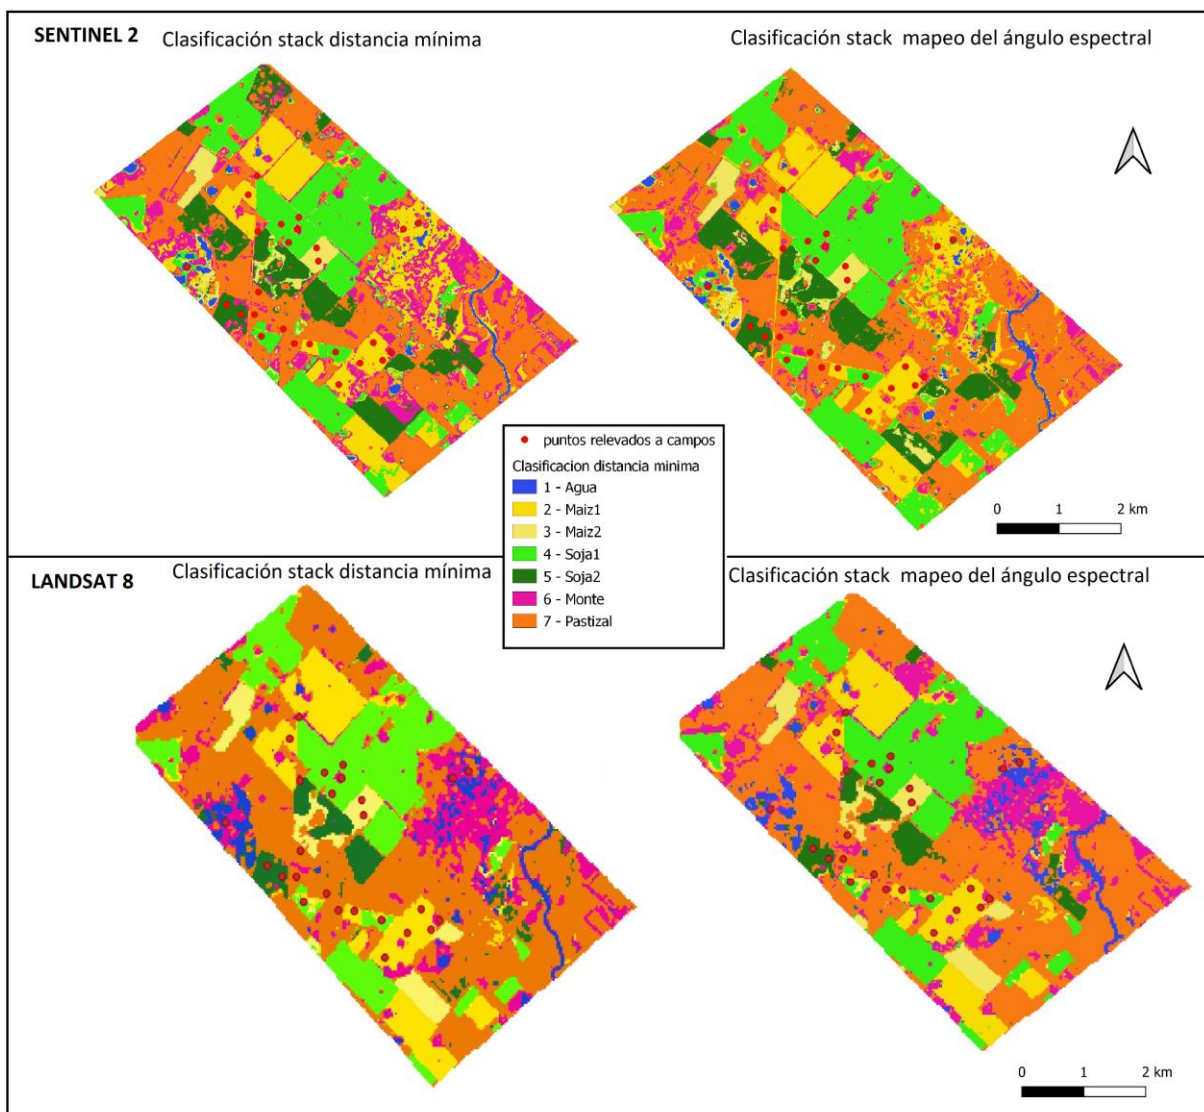 SENTINEL 2
Clasificación stack distancia mínima
Clasificación stack mapeo del ángulo espectral
puntos relevados a campos
Clasificacion distáncia minima
1 - Agua
2 - Maiz1
3 - Maiz2
4 - Soja1
5 - Soja2
6 - Monte
7 - Pastizal
0 1 2 km
LANDSAT 8
Clasificación stack distancia mínima
Clasificación stack mapeo del ángulo espectral
0 1 2 km